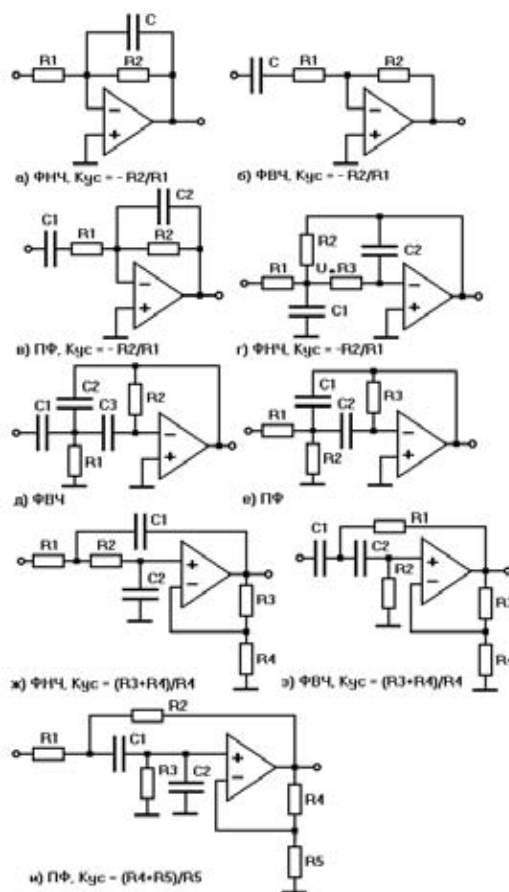 C
R1
R2
C
R1
R2
а) ФНЧ, Кус = - R2/R1
б) ФВЧ, Кус = - R2/R1
C2
C1
R1
R2
R2
C2
R1
U
R3
C1
в) ПФ, Кус = - R2/R1
г) ФНЧ, Кус = - R2/R1
C2
C1
C3
R2
R1
C1
R3
R1
C2
R2
д) ФВЧ
е) ПФ
C1
R1
R2
C2
R3
R4
R1
C1
C2
R2
R3
R4
ж) ФНЧ, Кус = (R3+R4)/R4
з) ФВЧ, Кус = (R3+R4)/R4
R2
R1
C1
R3
C2
R4
R5
и) ПФ, Кус = (R4+R5)/R5